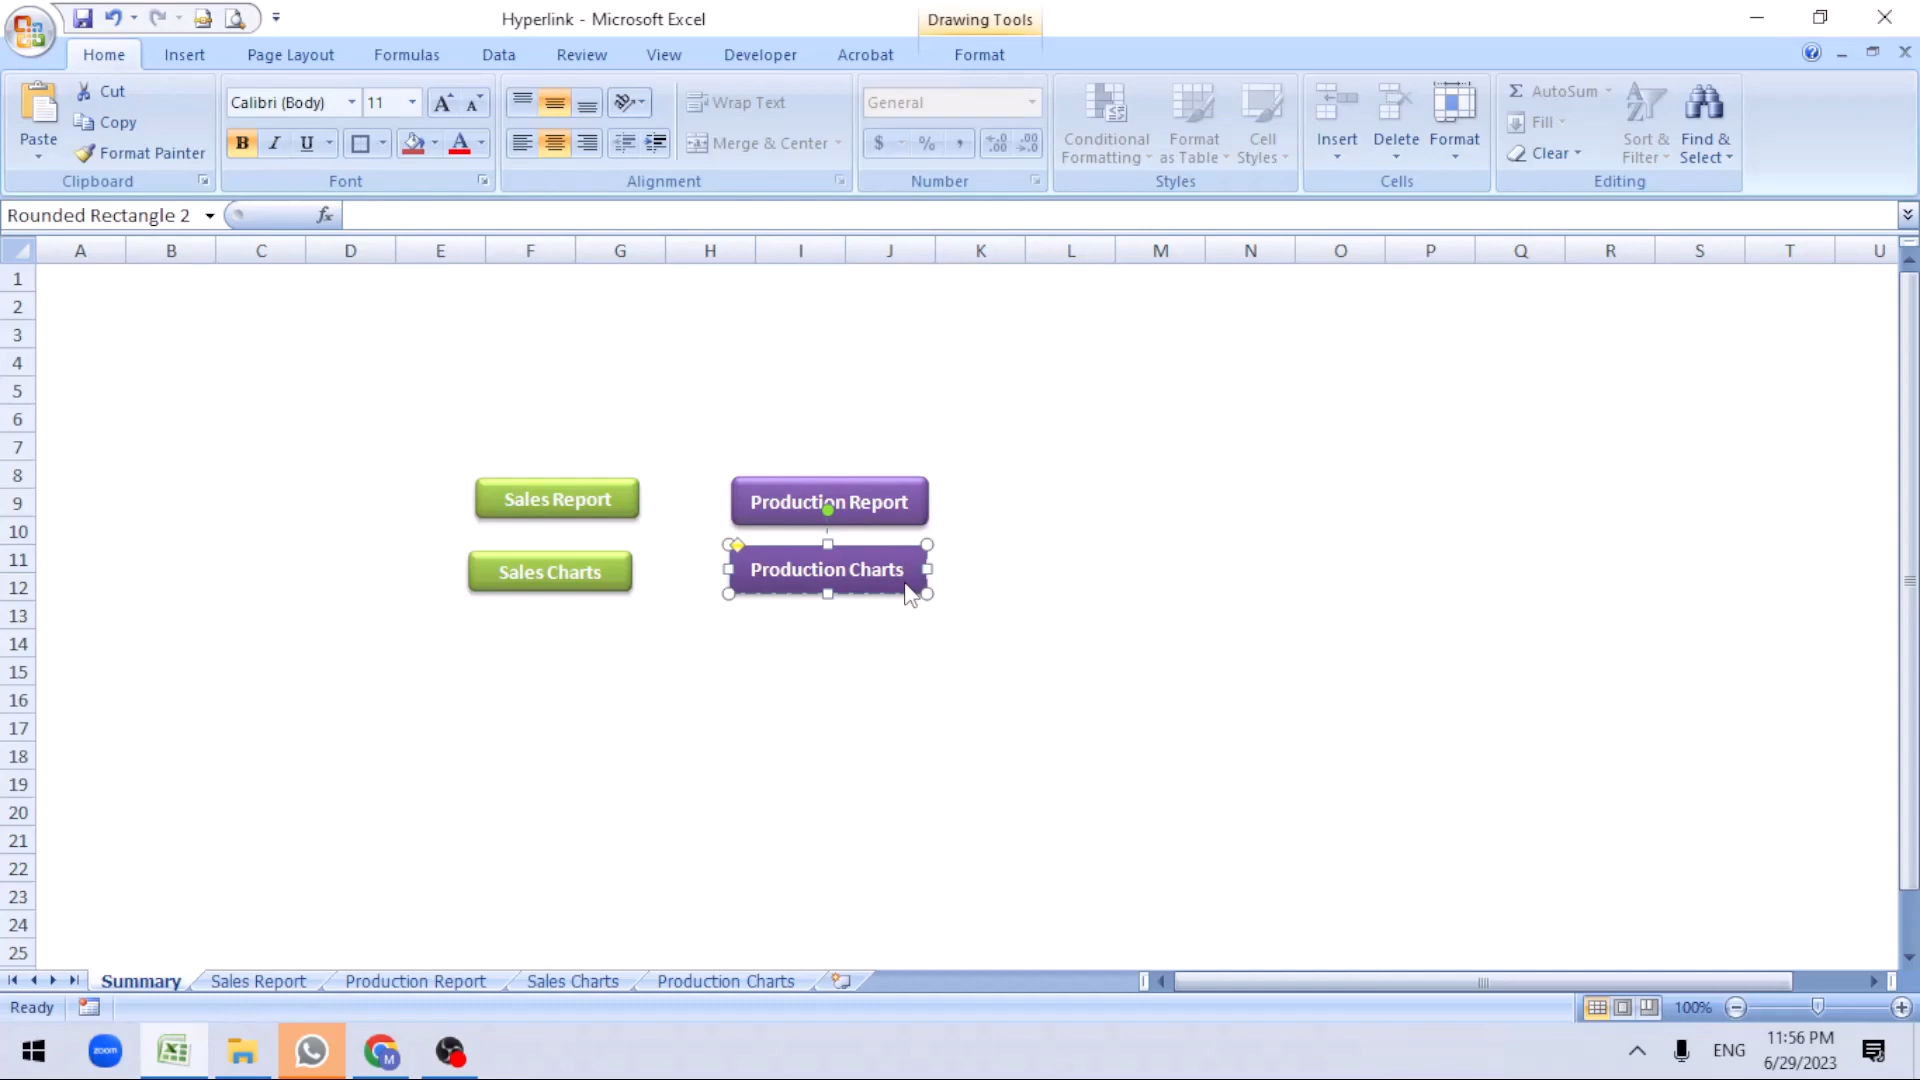 Hyperlink - Microsoft Excel
Drawing Tools
Home Insert Page Layout Formulas Data Review View Developer Acrobat Format
Paste
Cut
Copy
Format Painter
Clipboard
Calibri (Body) 11
B I U
Font
Wrap Text
Merge & Center
Alignment
General
$ % ,
Number
Conditional
Formatting
Format
as Table
Cell
Styles
Styles
Insert Delete Format
Cells
Σ AutoSum
Fill
Clear
Sort &
Filter
Find &
Select
Editing
Rounded Rectangle 2 fx
A B C D E F G H I J K L M N O P Q R S T U
1
2
3
4
5
6
7
8
9
10
11
12
13
14
15
16
17
18
19
20
21
22
23
24
25
Sales Report
Production Report
Sales Charts
Production Charts
Summary Sales Report Production Report Sales Charts Production Charts
Ready
100%
zoom
M
ENG
11:56 PM
6/29/2023